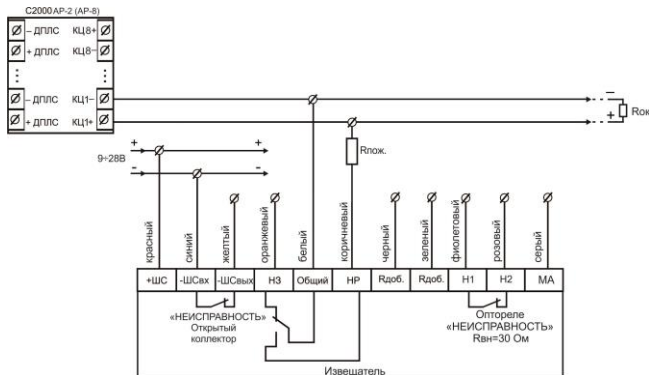 С2000 АР-2 (АР-8)
– ДПЛС КЦ8+
+ ДПЛС КЦ8–
– ДПЛС КЦ1–
+ ДПЛС КЦ1+
–
+
Rок
+ +
9÷28В
- -
Rпож.
красный
синий
желтый
оранжевый
белый
коричневый
черный
зеленый
фиолетовый
розовый
серый
+ШС -ШСвх -ШСвых НЗ Общий НР Rдоб. Rдоб. Н1 Н2 МА
«НЕИСПРАВНОСТЬ»
Открытый
коллектор
Оптореле
«НЕИСПРАВНОСТЬ»
Rвн=30 Ом
Извещатель